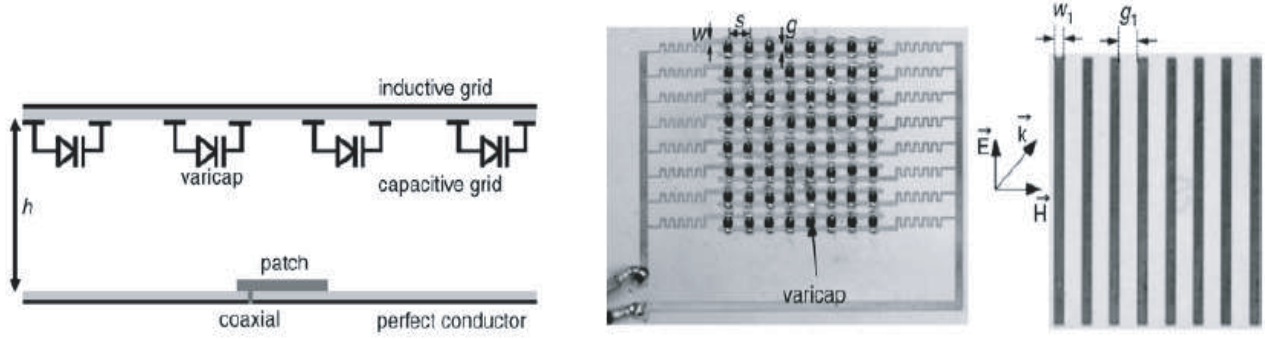 inductive grid
varicap
capacitive grid
h
patch
coaxial
perfect conductor
w
s
g
varicap
E
k
H
w1
g1